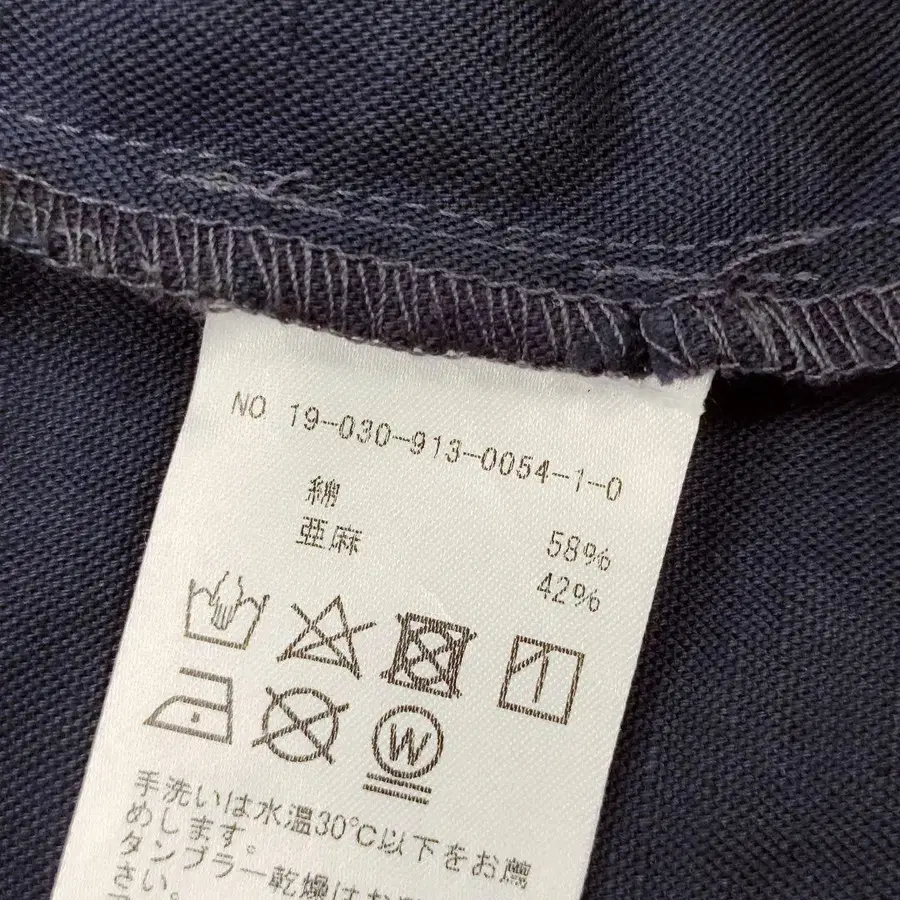 NO 19-030-913-0054-1-0
綿 58%
亜麻 42%
W
手洗いは水温30℃以下をお薦
めします。
タンブラー乾燥はお
さい。